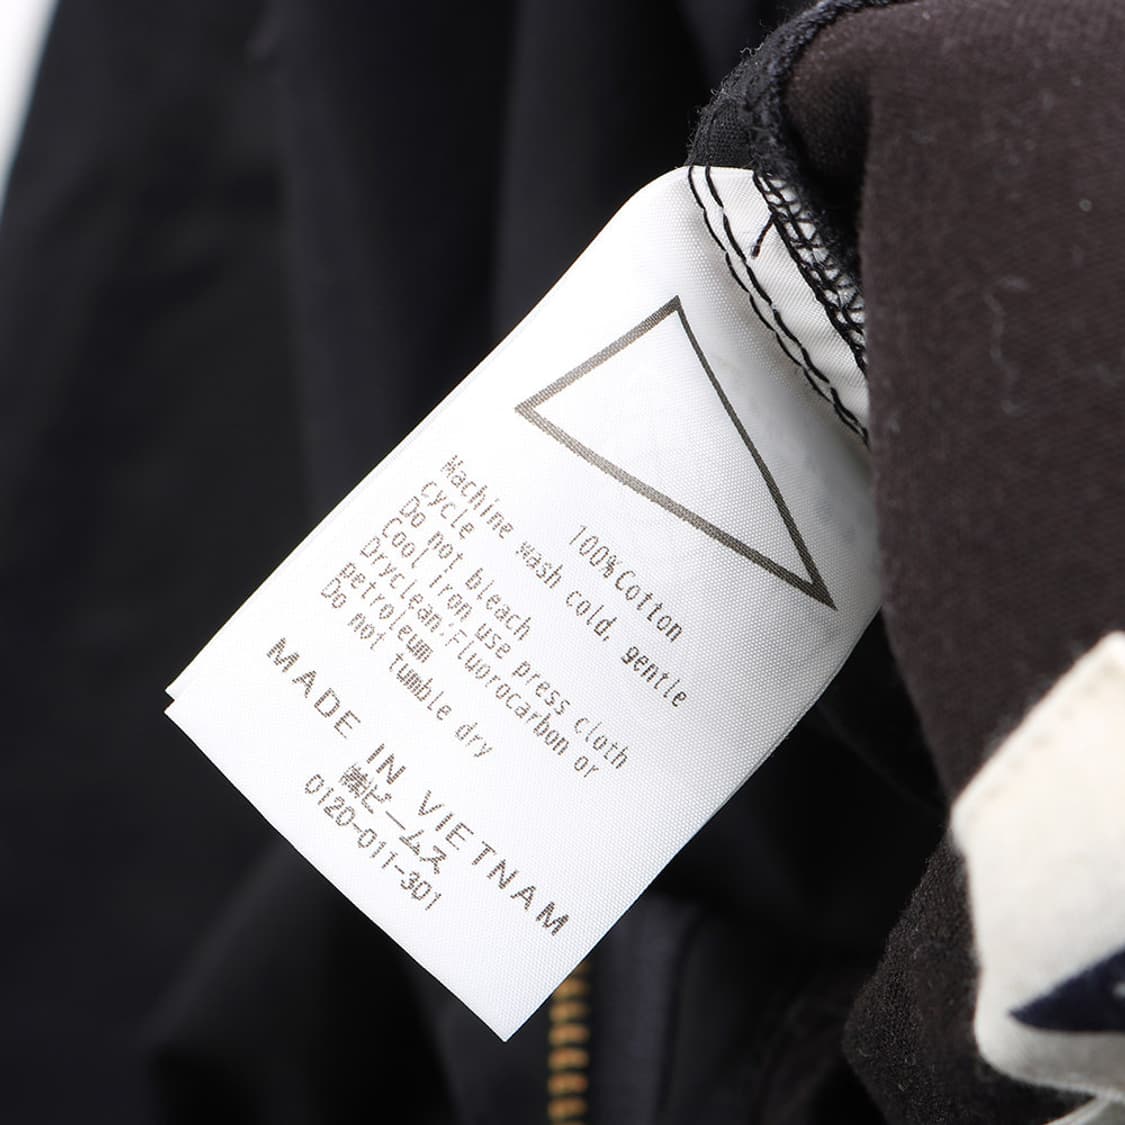 100%Cotton
Machine wash cold, gentle
cycle
Do not bleach
Cool iron:use press cloth
Dryclean:Fluorocarbon or
petroleum
Do not tumble dry
MADE IN VIETNAM
㈱ビームス
0120-011-301